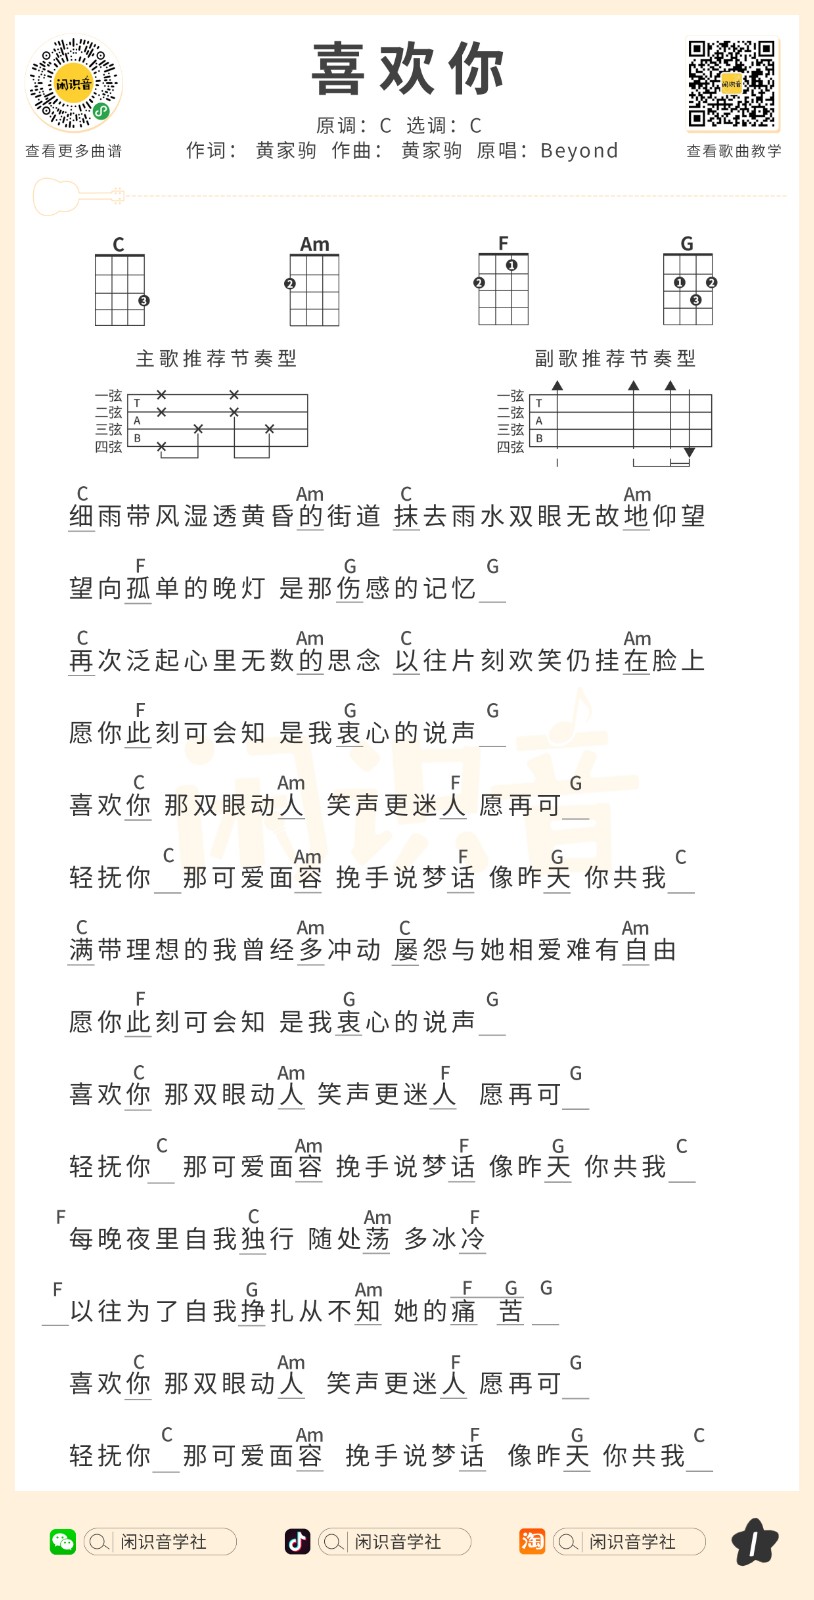 闲识音
喜欢你
闲识音
原调：C 选调：C
查看更多曲谱
作词： 黄家驹 作曲： 黄家驹 原唱：Beyond
查看歌曲教学
C Am F G
3 2 2 1 1 2 3
主歌推荐节奏型 副歌推荐节奏型
一弦 T 一弦 T
二弦 二弦
三弦 A 三弦 A
四弦 B 四弦 B
C Am C Am
细雨带风湿透黄昏的街道 抹去雨水双眼无故地仰望
F G G
望向孤单的晚灯 是那伤感的记忆
C Am C Am
再次泛起心里无数的思念 以往片刻欢笑仍挂在脸上
F G G
愿你此刻可会知 是我衷心的说声
C Am F G
喜欢你 那双眼动人 笑声更迷人 愿再可
C Am F G C
轻抚你 那可爱面容 挽手说梦话 像昨天 你共我
C Am C Am
满带理想的我曾经多冲动 屡怨与她相爱难有自由
F G G
愿你此刻可会知 是我衷心的说声
C Am F G
喜欢你 那双眼动人 笑声更迷人 愿再可
C Am F G C
轻抚你 那可爱面容 挽手说梦话 像昨天 你共我
F C Am F
每晚夜里自我独行 随处荡 多冰冷
F G Am F G G
以往为了自我挣扎从不知 她的痛 苦
C Am F G
喜欢你 那双眼动人 笑声更迷人 愿再可
C Am F G C
轻抚你 那可爱面容 挽手说梦话 像昨天 你共我
闲识音
闲识音学社 闲识音学社 淘 闲识音学社 1